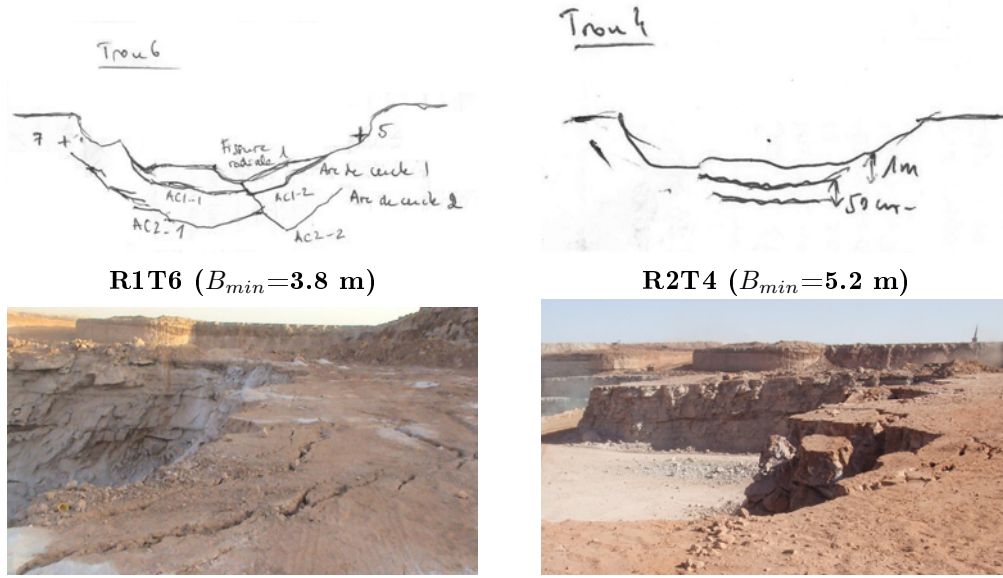 Trou 6
7
5
Fissure
radiale 1
Arc de cercle 1
AC1-1
AC1-2
Arc de cercle 2
AC2-1
AC2-2
R1T6 (Bmin=3.8 m)
Trou 4
1m
50 cm
R2T4 (Bmin=5.2 m)